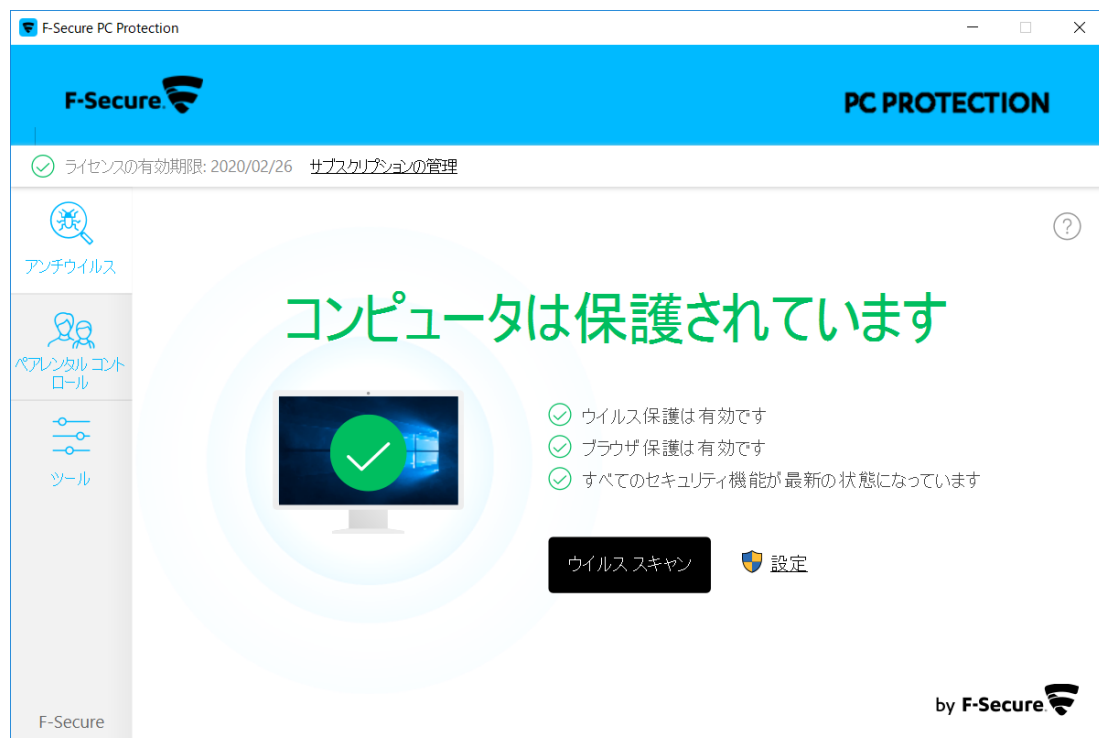 F-Secure PC Protection
F-Secure.
PC PROTECTION
ライセンスの有効期限: 2020/02/26 サブスクリプションの管理
?
アンチウイルス
コンピュータは保護されています
ペアレンタル コント
ロール
ウイルス保護は有効です
ブラウザ保護は有効です
ツール
すべてのセキュリティ機能が最新の状態になっています
ウイルス スキャン
設定
by F-Secure.
F-Secure